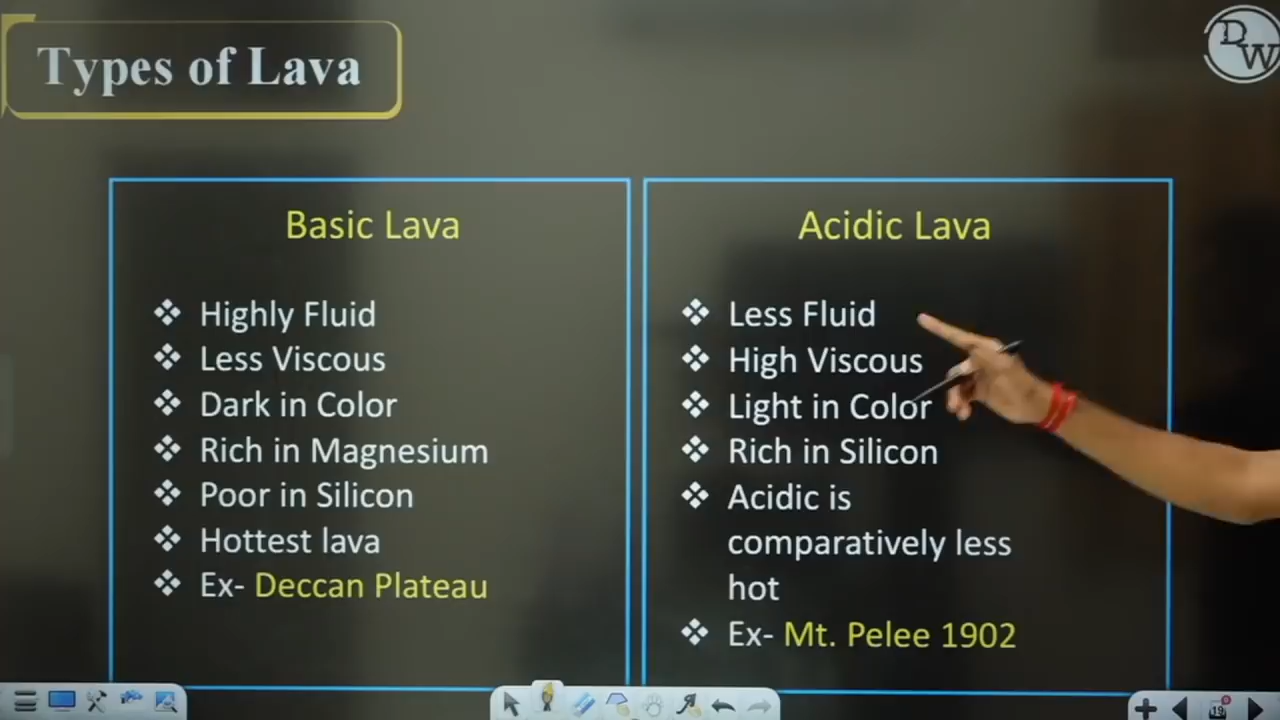 Types of Lava
DW
Basic Lava
❖ Highly Fluid
❖ Less Viscous
❖ Dark in Color
❖ Rich in Magnesium
❖ Poor in Silicon
❖ Hottest lava
❖ Ex- Deccan Plateau
Acidic Lava
❖ Less Fluid
❖ High Viscous
❖ Light in Color
❖ Rich in Silicon
❖ Acidic is
comparatively less
hot
❖ Ex- Mt. Pelee 1902
19